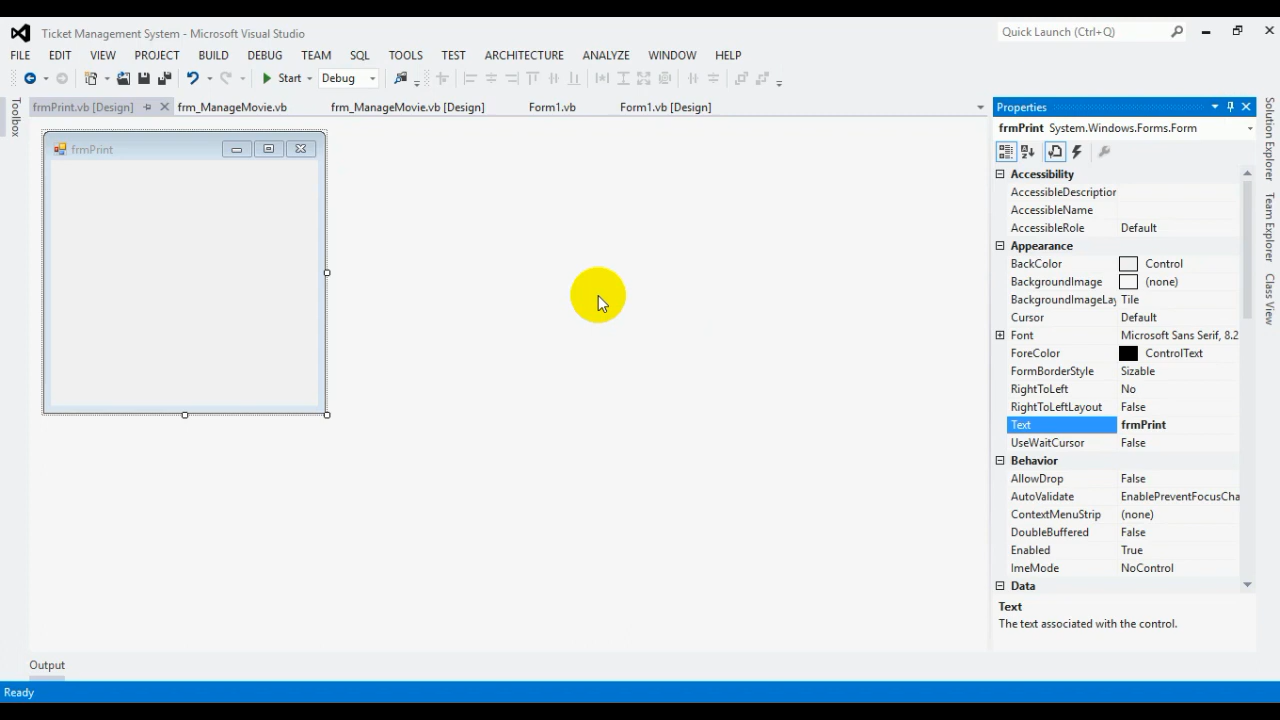 Ticket Management System - Microsoft Visual Studio
Quick Launch (Ctrl+Q)
FILE EDIT VIEW PROJECT BUILD DEBUG TEAM SQL TOOLS TEST ARCHITECTURE ANALYZE WINDOW HELP
Start Debug
frmPrint.vb [Design] frm_ManageMovie.vb frm_ManageMovie.vb [Design] Form1.vb Form1.vb [Design]
Toolbox
frmPrint
Properties
frmPrint System.Windows.Forms.Form
Accessibility
AccessibleDescription
AccessibleName
AccessibleRole Default
Appearance
BackColor Control
BackgroundImage (none)
BackgroundImageLay Tile
Cursor Default
Font Microsoft Sans Serif, 8.2
ForeColor ControlText
FormBorderStyle Sizable
RightToLeft No
RightToLeftLayout False
Text frmPrint
UseWaitCursor False
Behavior
AllowDrop False
AutoValidate EnablePreventFocusCha
ContextMenuStrip (none)
DoubleBuffered False
Enabled True
ImeMode NoControl
Data
Text
The text associated with the control.
Solution Explorer
Team Explorer
Class View
Output
Ready